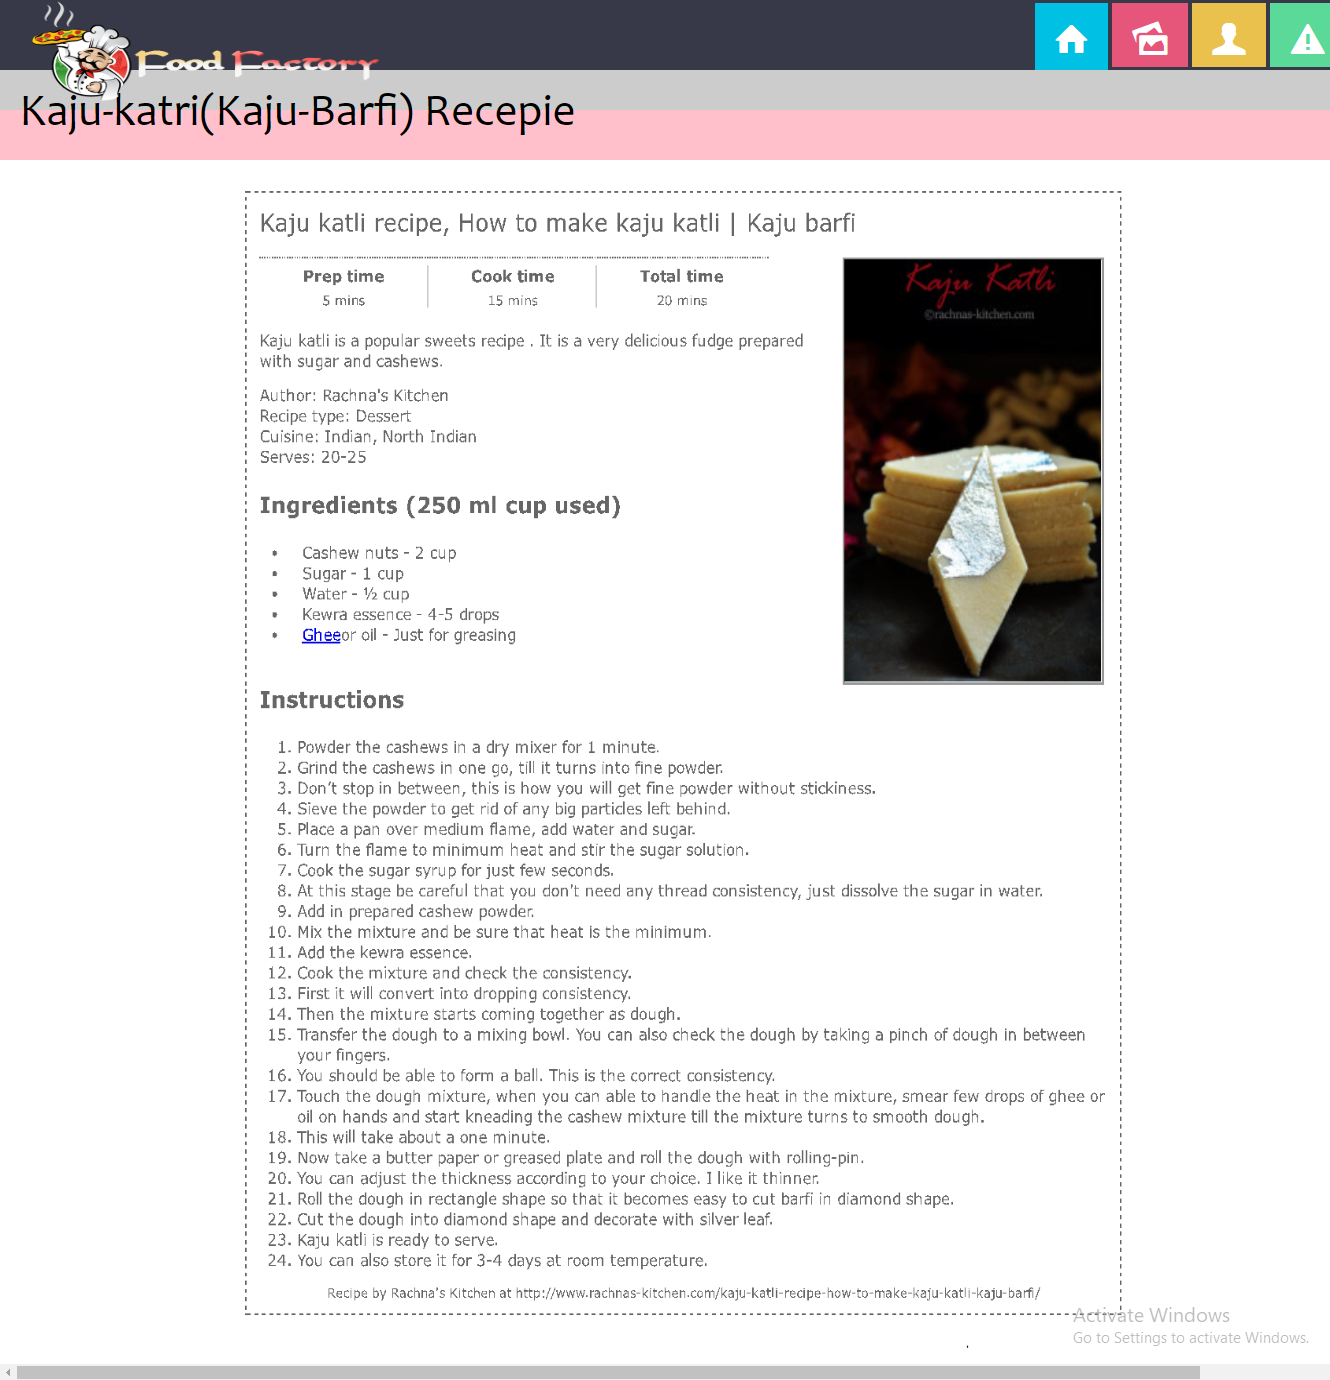 Food Factory
Kaju-katri(Kaju-Barfi) Recepie
Kaju katli recipe, How to make kaju katli | Kaju barfi
Prep time Cook time Total time
5 mins 15 mins 20 mins
Kaju Katli
©rachnas-kitchen.com
Kaju katli is a popular sweets recipe . It is a very delicious fudge prepared
with sugar and cashews.
Author: Rachna's Kitchen
Recipe type: Dessert
Cuisine: Indian, North Indian
Serves: 20-25
Ingredients (250 ml cup used)
• Cashew nuts - 2 cup
• Sugar - 1 cup
• Water - ½ cup
• Kewra essence - 4-5 drops
• Gheeor oil - Just for greasing
Instructions
1. Powder the cashews in a dry mixer for 1 minute.
2. Grind the cashews in one go, till it turns into fine powder.
3. Don’t stop in between, this is how you will get fine powder without stickiness.
4. Sieve the powder to get rid of any big particles left behind.
5. Place a pan over medium flame, add water and sugar.
6. Turn the flame to minimum heat and stir the sugar solution.
7. Cook the sugar syrup for just few seconds.
8. At this stage be careful that you don't need any thread consistency, just dissolve the sugar in water.
9. Add in prepared cashew powder.
10. Mix the mixture and be sure that heat is the minimum.
11. Add the kewra essence.
12. Cook the mixture and check the consistency.
13. First it will convert into dropping consistency.
14. Then the mixture starts coming together as dough.
15. Transfer the dough to a mixing bowl. You can also check the dough by taking a pinch of dough in between
your fingers.
16. You should be able to form a ball. This is the correct consistency.
17. Touch the dough mixture, when you can able to handle the heat in the mixture, smear few drops of ghee or
oil on hands and start kneading the cashew mixture till the mixture turns to smooth dough.
18. This will take about a one minute.
19. Now take a butter paper or greased plate and roll the dough with rolling-pin.
20. You can adjust the thickness according to your choice. I like it thinner.
21. Roll the dough in rectangle shape so that it becomes easy to cut barfi in diamond shape.
22. Cut the dough into diamond shape and decorate with silver leaf.
23. Kaju katli is ready to serve.
24. You can also store it for 3-4 days at room temperature.
Recipe by Rachna's Kitchen at http://www.rachnas-kitchen.com/kaju-katli-recipe-how-to-make-kaju-katli-kaju-barfi/
Activate Windows
Go to Settings to activate Windows.